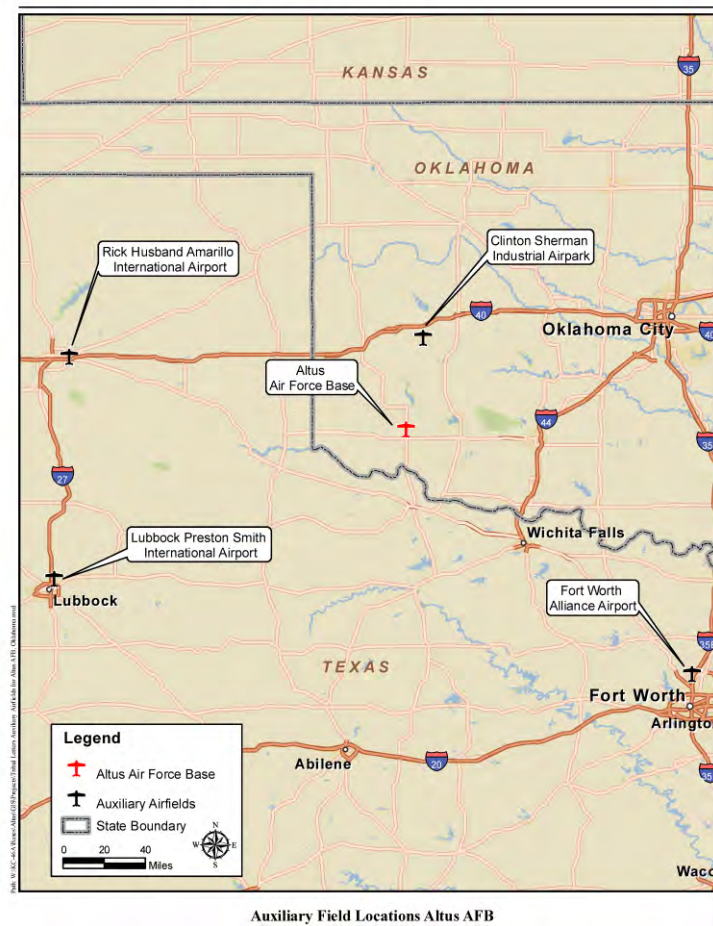 KANSAS
35
OKLAHOMA
Rick Husband Amarillo
International Airport
Clinton Sherman
Industrial Airpark
40
Oklahoma City
40
Altus
Air Force Base
44
35
27
Wichita Falls
Lubbock Preston Smith
International Airport
Lubbock
Fort Worth
Alliance Airport
35E
TEXAS
Fort Worth
Arlington
Abilene
20
35
Waco
Legend
Altus Air Force Base
Auxiliary Airfields
State Boundary
0 20 40
Miles
N
W E
S
Auxiliary Field Locations Altus AFB